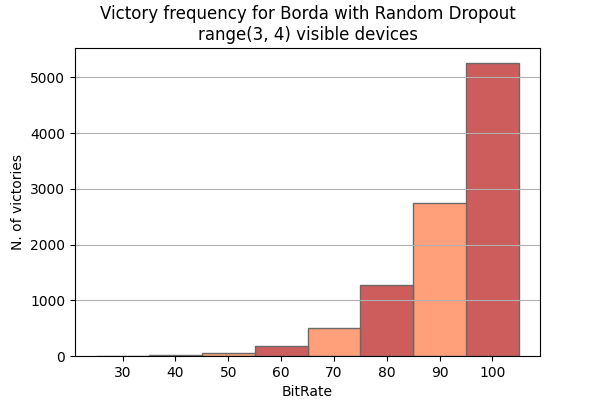 Victory frequency for Borda with Random Dropout
range(3, 4) visible devices
N. of victories
5000
4000
3000
2000
1000
0
30 40 50 60 70 80 90 100
BitRate